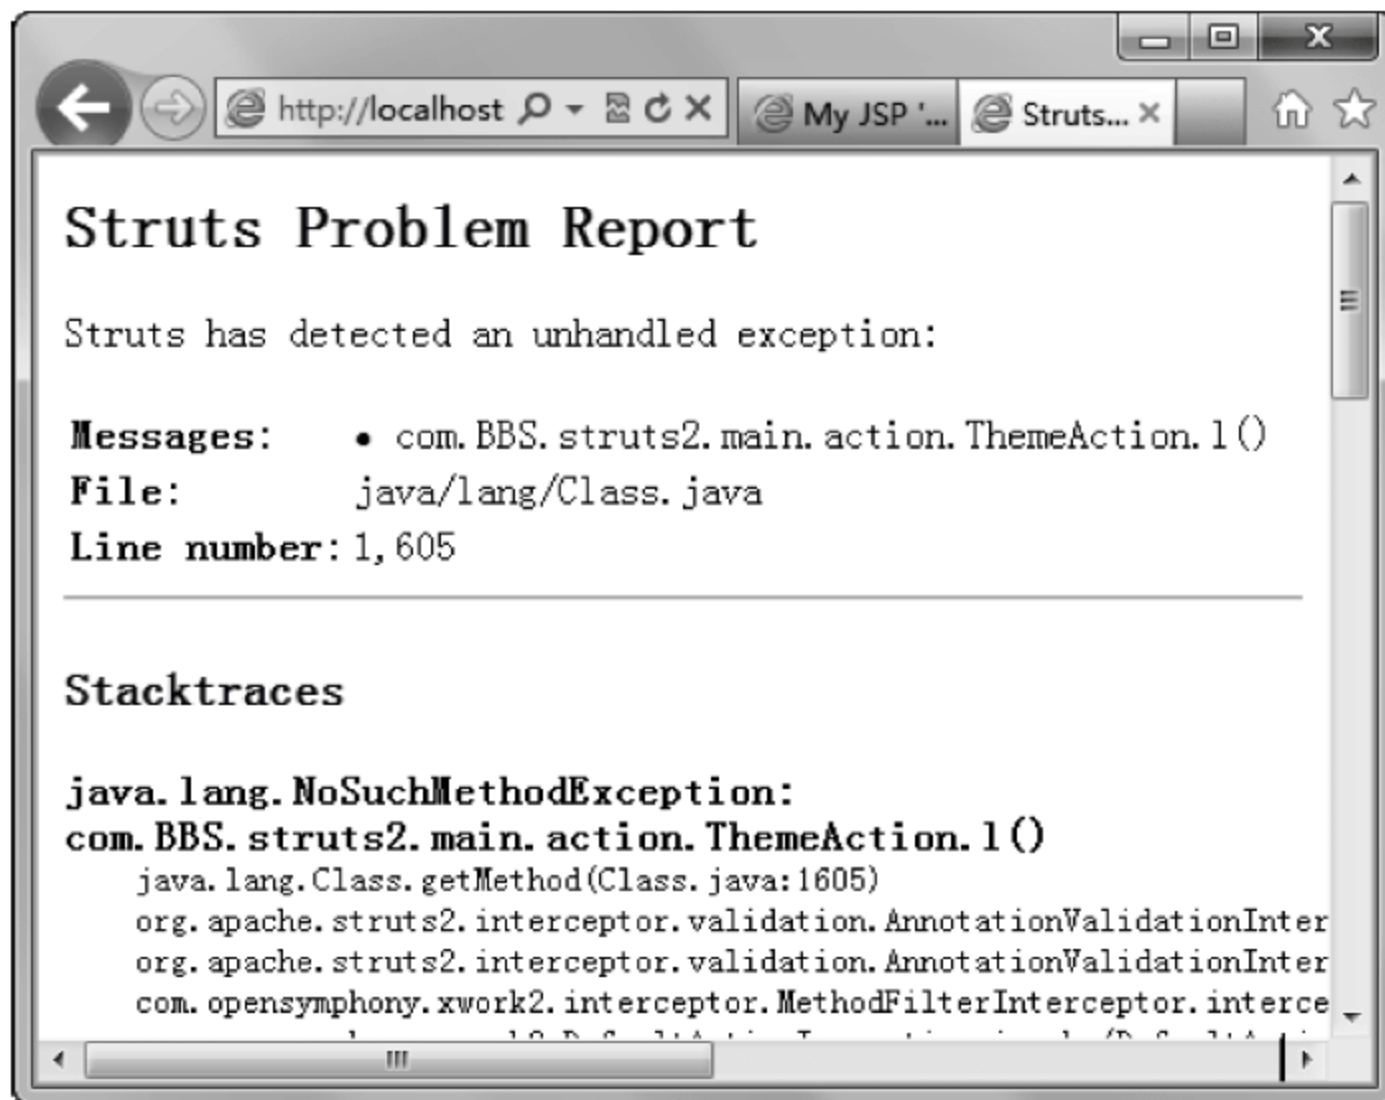 http://localhost
My JSP '...
Struts...
Struts Problem Report
Struts has detected an unhandled exception:
Messages: • com.BBS.struts2.main.action.ThemeAction.l()
File: java/lang/Class.java
Line number: 1,605
Stacktraces
java.lang.NoSuchMethodException:
com.BBS.struts2.main.action.ThemeAction.l()
java.lang.Class.getMethod(Class.java:1605)
org.apache.struts2.interceptor.validation.AnnotationValidationInter
org.apache.struts2.interceptor.validation.AnnotationValidationInter
com.opensymphony.xwork2.interceptor.MethodFilterInterceptor.interce